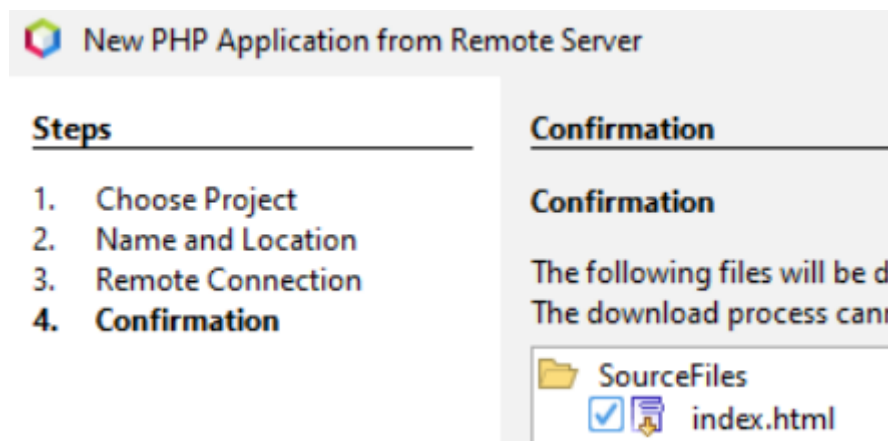 New PHP Application from Remote Server
Steps
1. Choose Project
2. Name and Location
3. Remote Connection
4. Confirmation
Confirmation
Confirmation
The following files will be
The download process
SourceFiles
index.html